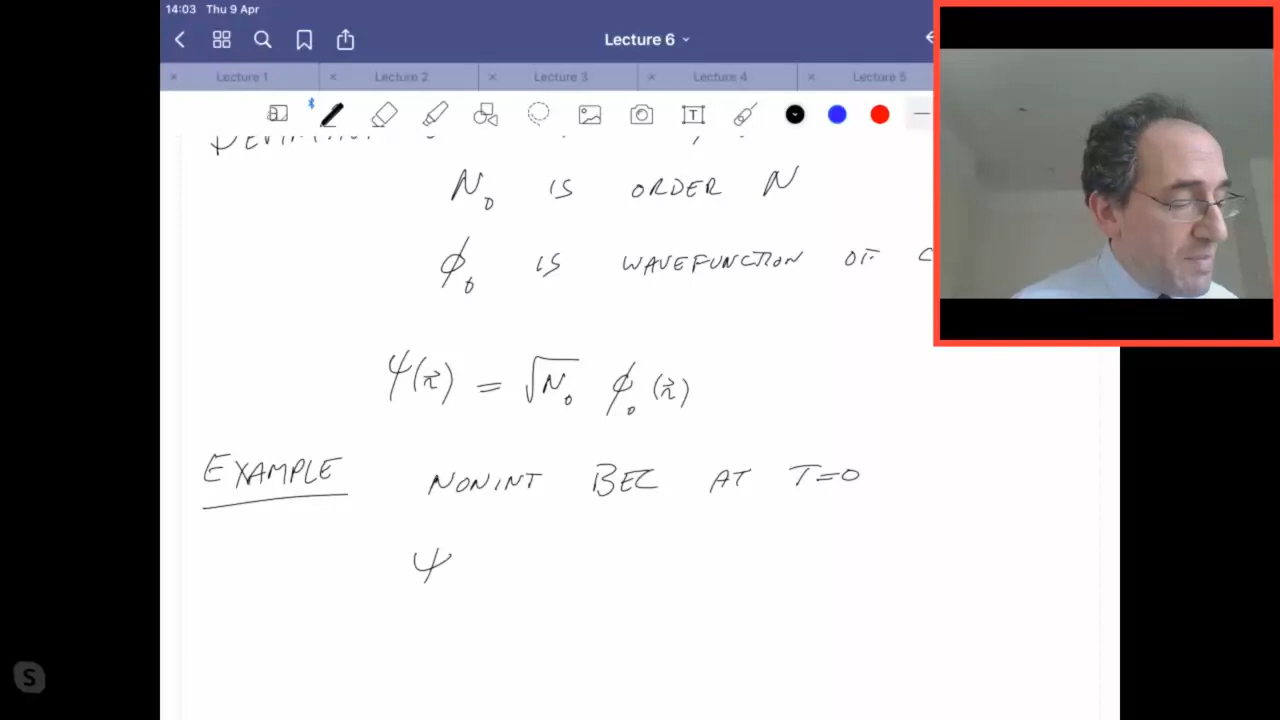 14:03 Thu 9 Apr
Lecture 6
Lecture 1 Lecture 2 Lecture 3 Lecture 4 Lecture 5
N₀ IS ORDER N
ϕ₀ IS WAVEFUNCTION OF C
ψ(r⃗) = √N₀ ϕ₀(r⃗)
EXAMPLE NONINT BEC AT T=0
ψ
S